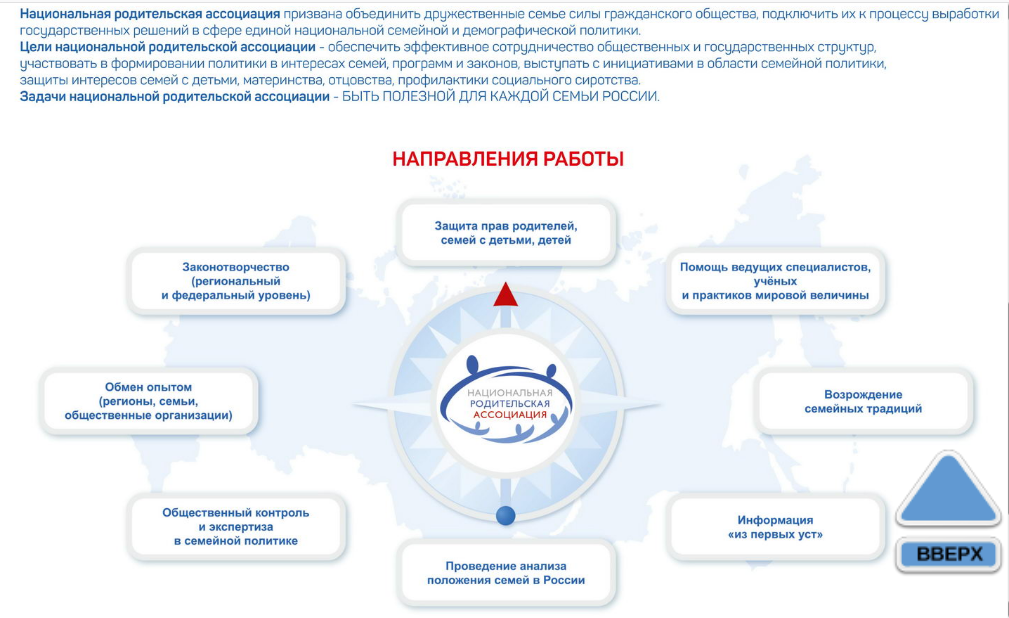 Национальная родительская ассоциация призвана объединить дружественные семье силы гражданского общества, подключить их к процессу выработки
государственных решений в сфере единой национальной семейной и демографической политики.
Цели национальной родительской ассоциации - обеспечить эффективное сотрудничество общественных и государственных структур,
участвовать в формировании политики в интересах семей, программ и законов, выступать с инициативами в области семейной политики,
защиты интересов семей с детьми, материнства, отцовства, профилактики социального сиротства.
Задачи национальной родительской ассоциации - БЫТЬ ПОЛЕЗНОЙ ДЛЯ КАЖДОЙ СЕМЬИ РОССИИ.
НАПРАВЛЕНИЯ РАБОТЫ
Защита прав родителей,
семей с детьми, детей
Законотворчество
(региональный
и федеральный уровень)
Помощь ведущих специалистов,
учёных
и практиков мировой величины
Обмен опытом
(регионы, семьи,
общественные организации)
НАЦИОНАЛЬНАЯ
РОДИТЕЛЬСКАЯ
АССОЦИАЦИЯ
Возрождение
семейных традиций
Общественный контроль
и экспертиза
в семейной политике
Информация
«из первых уст»
ВВЕРХ
Проведение анализа
положения семей в России